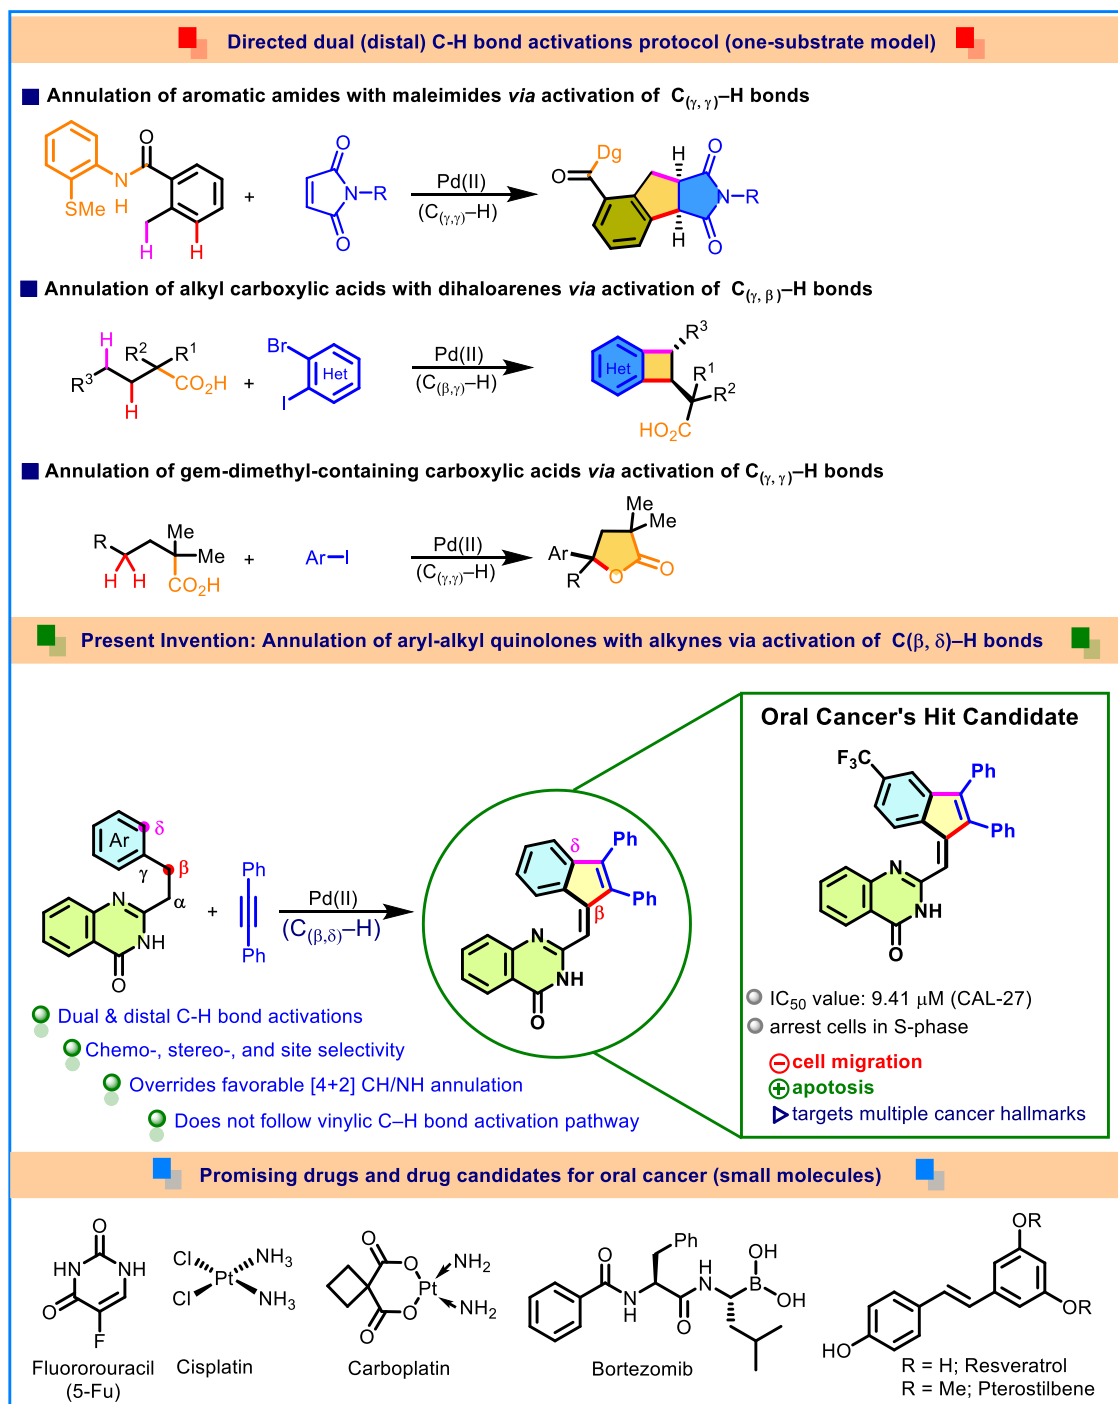 Directed dual (distal) C-H bond activations protocol (one-substrate model)
Annulation of aromatic amides with maleimides via activation of C(γ, γ)–H bonds
O
N
H
SMe
H
H
+
O
N–R
O
Pd(II)
(C(γ,γ)–H)
Dg
O
H
O
N–R
H
O
Annulation of alkyl carboxylic acids with dihaloarenes via activation of C(γ, β)–H bonds
H
R2
R1
R3
CO2H
H
+
Br
Het
I
Pd(II)
(C(β,γ)–H)
R3
Het
R1
R2
HO2C
Annulation of gem-dimethyl-containing carboxylic acids via activation of C(γ, γ)–H bonds
Me
R
Me
H H
CO2H
+
Ar–I
Pd(II)
(C(γ,γ)–H)
Me
Me
Ar
R
O
O
Present Invention: Annulation of aryl-alkyl quinolones with alkynes via activation of C(β, δ)–H bonds
Ar
δ
β
γ
α
N
NH
O
+
Ph
Ph
Pd(II)
(C(β,δ)–H)
δ
Ph
Ph
β
N
NH
O
Oral Cancer's Hit Candidate
F3C
Ph
Ph
N
NH
O
IC50 value: 9.41 μM (CAL-27)
arrest cells in S-phase
cell migration
apotosis
targets multiple cancer hallmarks
Dual & distal C-H bond activations
Chemo-, stereo-, and site selectivity
Overrides favorable [4+2] CH/NH annulation
Does not follow vinylic C–H bond activation pathway
Promising drugs and drug candidates for oral cancer (small molecules)
O
HN
NH
O
F
Fluororouracil
(5-Fu)
Cl
NH3
Pt
Cl
NH3
Cisplatin
O
O
NH2
Pt
O
NH2
O
Carboplatin
Ph
O
N
H
H
N
O
OH
B
OH
Bortezomib
OR
OR
HO
R = H; Resveratrol
R = Me; Pterostilbene